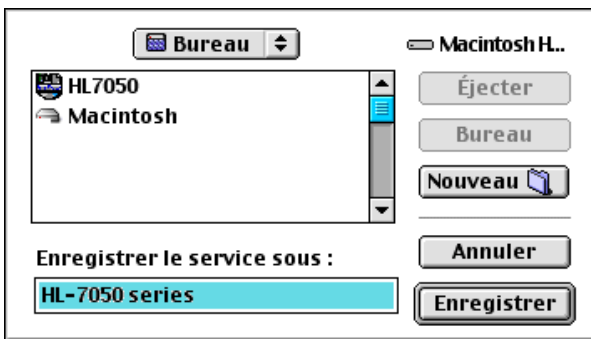 Bureau
Macintosh H...
HL7050
Macintosh
Éjecter
Bureau
Nouveau
Enregistrer le service sous :
HL-7050 series
Annuler
Enregistrer